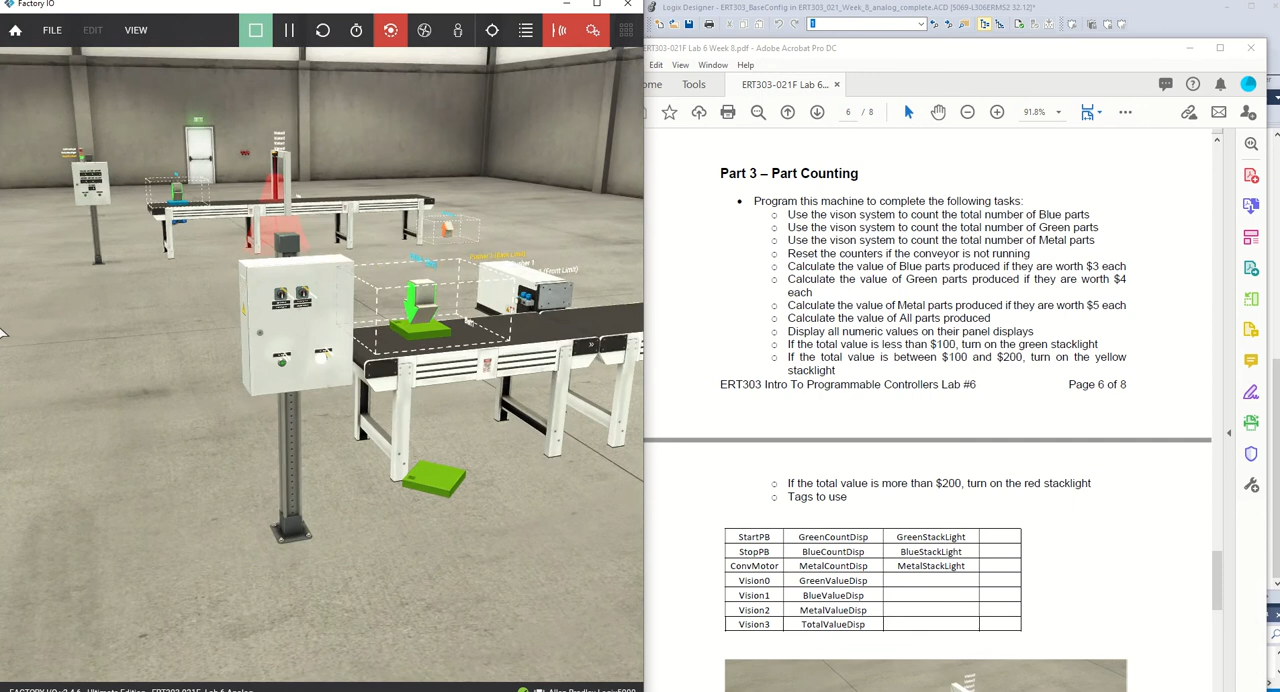 Factory IO
FILE EDIT VIEW
Logix Designer - ERT303_BaseConfig in ERT303_021_Week_8_analog_complete.ACD [5069-L306ERMS2 32.12]*
ERT303-021F Lab 6 Week 8.pdf - Adobe Acrobat Pro DC
Edit View Window Help
ome Tools ERT303-021F Lab 6... ×
6 / 8 91.8%
Part 3 – Part Counting
• Program this machine to complete the following tasks:
○ Use the vison system to count the total number of Blue parts
○ Use the vision system to count the total number of Green parts
○ Use the vision system to count the total number of Metal parts
○ Reset the counters if the conveyor is not running
○ Calculate the value of Blue parts produced if they are worth $3 each
○ Calculate the value of Green parts produced if they are worth $4
each
○ Calculate the value of Metal parts produced if they are worth $5 each
○ Calculate the value of All parts produced
○ Display all numeric values on their panel displays
○ If the total value is less than $100, turn on the green stacklight
○ If the total value is between $100 and $200, turn on the yellow
stacklight
ERT303 Intro To Programmable Controllers Lab #6 Page 6 of 8
○ If the total value is more than $200, turn on the red stacklight
○ Tags to use
StartPB GreenCountDisp GreenStackLight
StopPB BlueCountDisp BlueStackLight
ConvMotor MetalCountDisp MetalStackLight
Vision0 GreenValueDisp
Vision1 BlueValueDisp
Vision2 MetalValueDisp
Vision3 TotalValueDisp